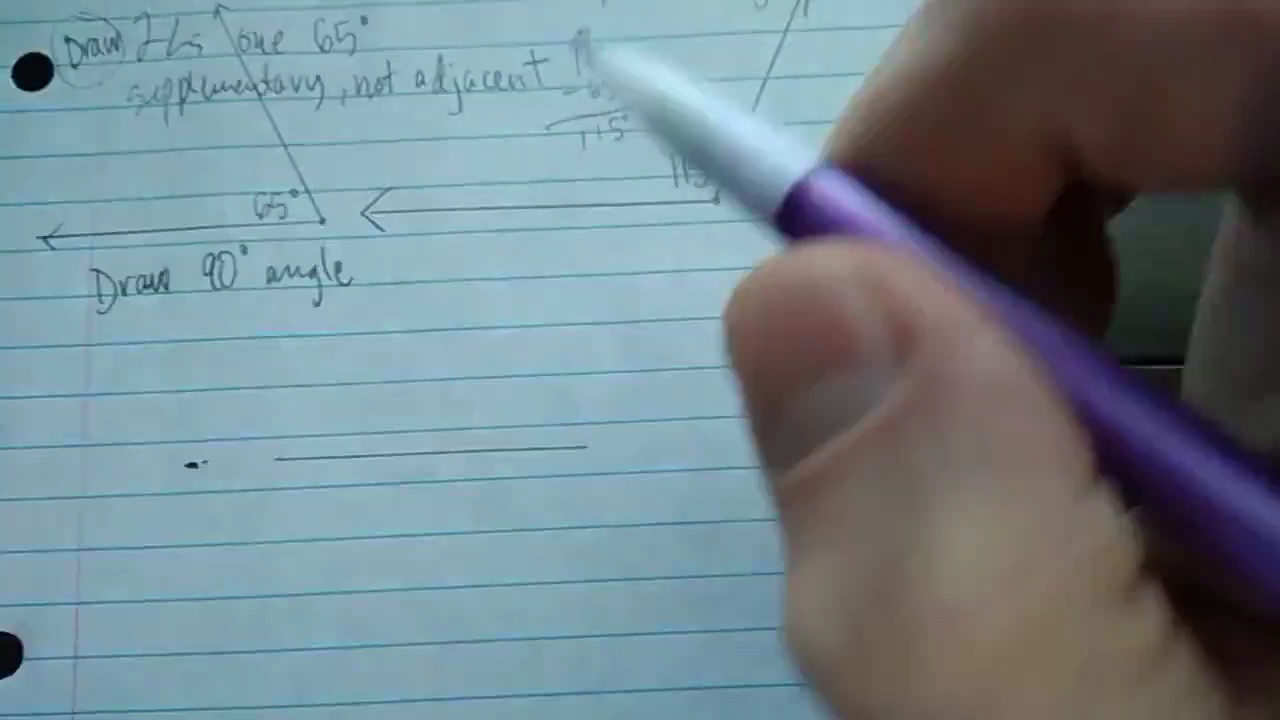 Draw 2 ∠s one 65°
supplementary, not adjacent
115°
65°
115
Draw 90° angle